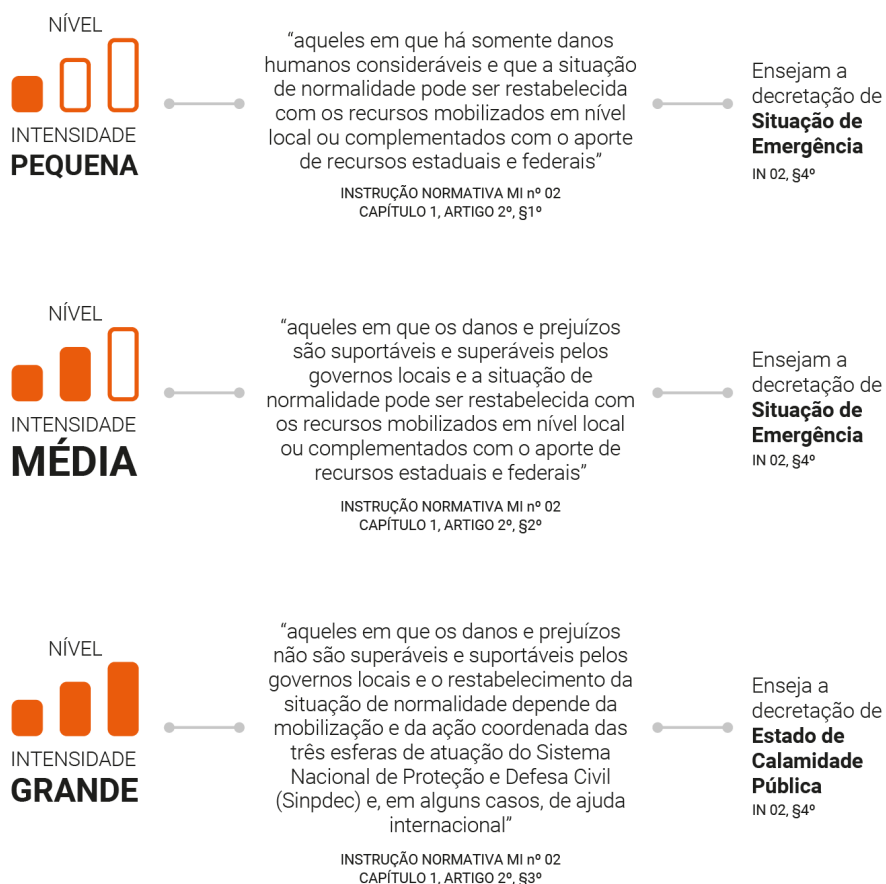 NÍVEL
INTENSIDADE
PEQUENA
“aqueles em que há somente danos
humanos consideráveis e que a situação
de normalidade pode ser restabelecida
com os recursos mobilizados em nível
local ou complementados com o aporte
de recursos estaduais e federais”
INSTRUÇÃO NORMATIVA MI nº 02
CAPÍTULO 1, ARTIGO 2º, §1º
Ensejam a
decretação de
Situação de
Emergência
IN 02, §4º
NÍVEL
INTENSIDADE
MÉDIA
“aqueles em que os danos e prejuízos
são suportáveis e superáveis pelos
governos locais e a situação de
normalidade pode ser restabelecida com
os recursos mobilizados em nível local
ou complementados com o aporte de
recursos estaduais e federais”
INSTRUÇÃO NORMATIVA MI nº 02
CAPÍTULO 1, ARTIGO 2º, §2º
Ensejam a
decretação de
Situação de
Emergência
IN 02, §4º
NÍVEL
INTENSIDADE
GRANDE
“aqueles em que os danos e prejuízos
não são superáveis e suportáveis pelos
governos locais e o restabelecimento da
situação de normalidade depende da
mobilização e da ação coordenada das
três esferas de atuação do Sistema
Nacional de Proteção e Defesa Civil
(Sinpdec) e, em alguns casos, de ajuda
internacional”
INSTRUÇÃO NORMATIVA MI nº 02
CAPÍTULO 1, ARTIGO 2º, §3º
Enseja a
decretação de
Estado de
Calamidade
Pública
IN 02, §4º